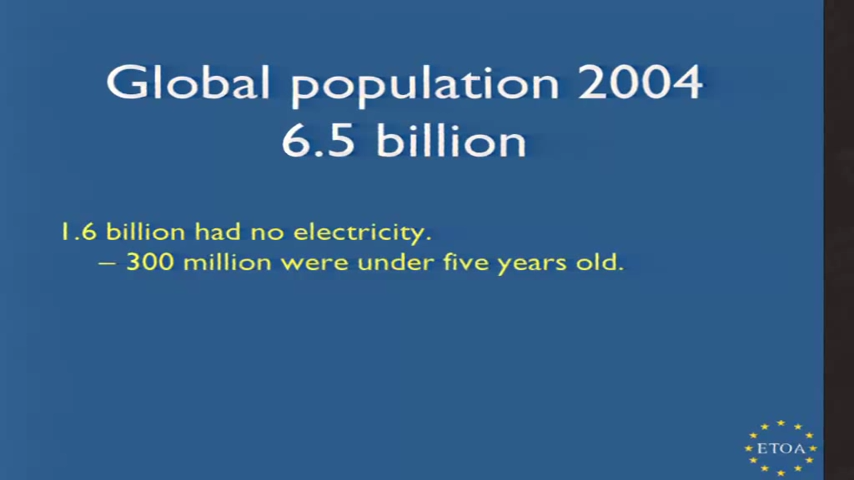 Global population 2004
6.5 billion
1.6 billion had no electricity.
– 300 million were under five years old.
ETOA